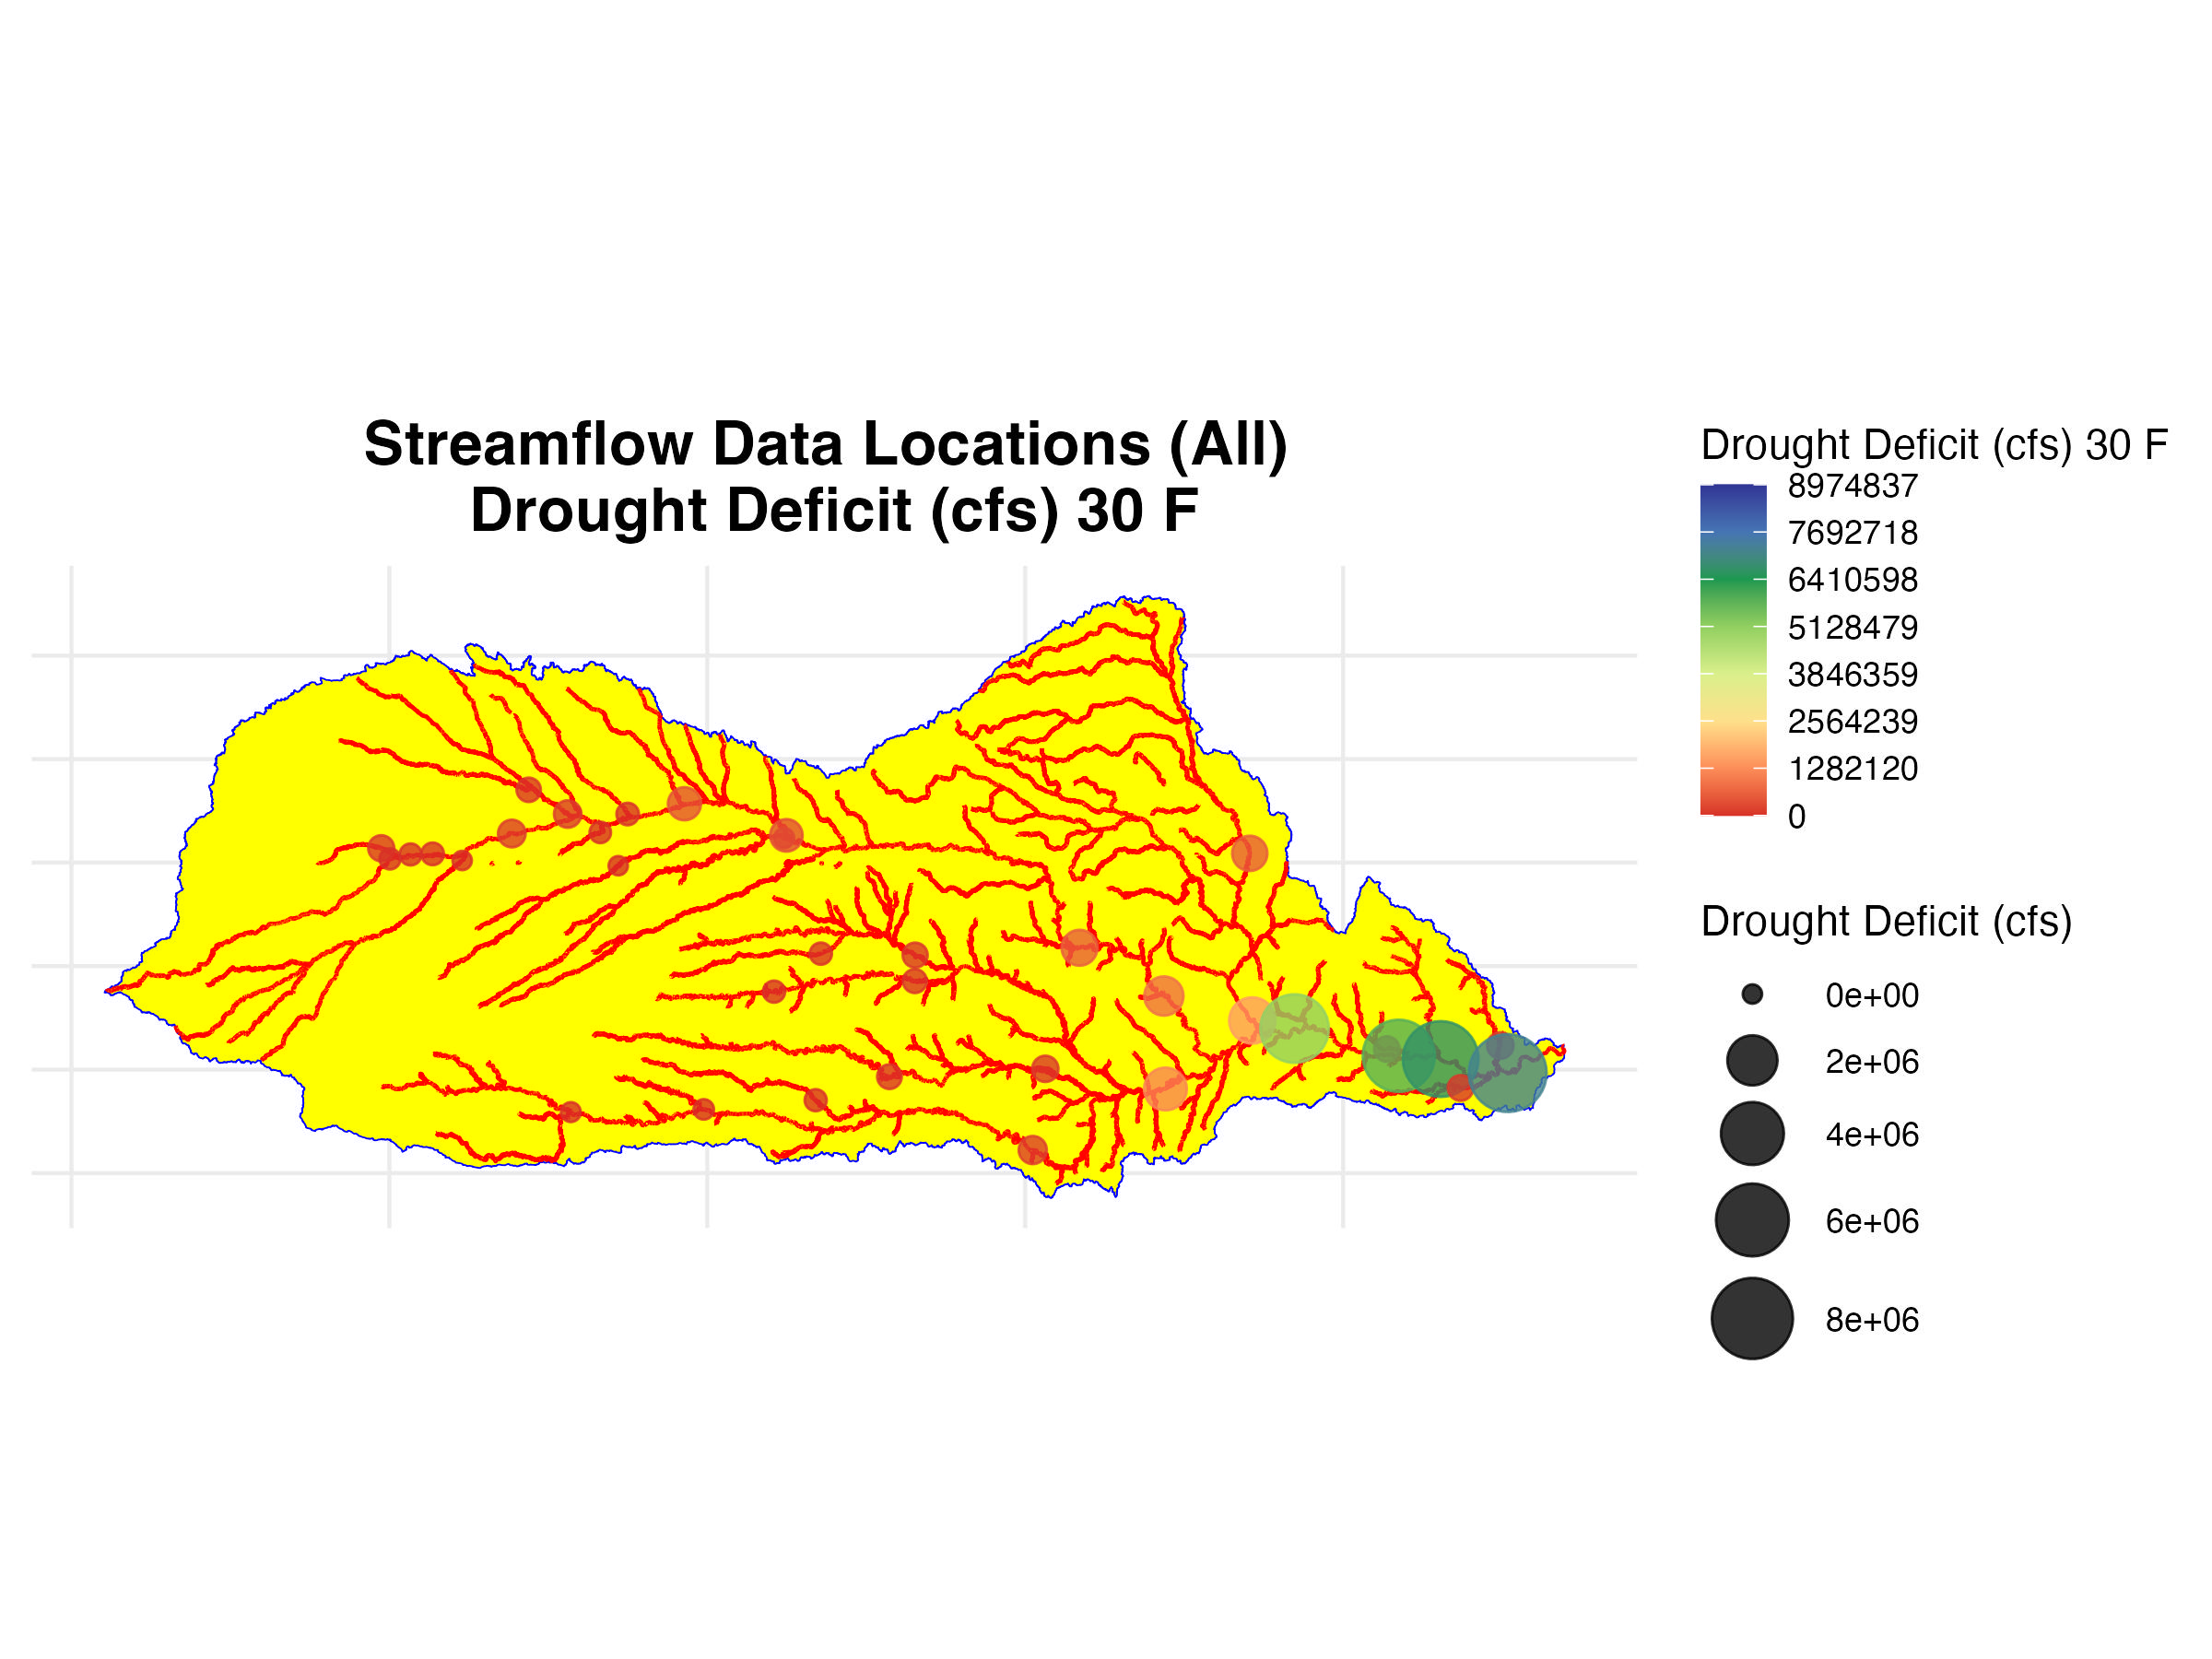 Streamflow Data Locations (All)
Drought Deficit (cfs) 30 F
Drought Deficit (cfs) 30 F
8974837
7692718
6410598
5128479
3846359
2564239
1282120
0
Drought Deficit (cfs)
0e+00
2e+06
4e+06
6e+06
8e+06